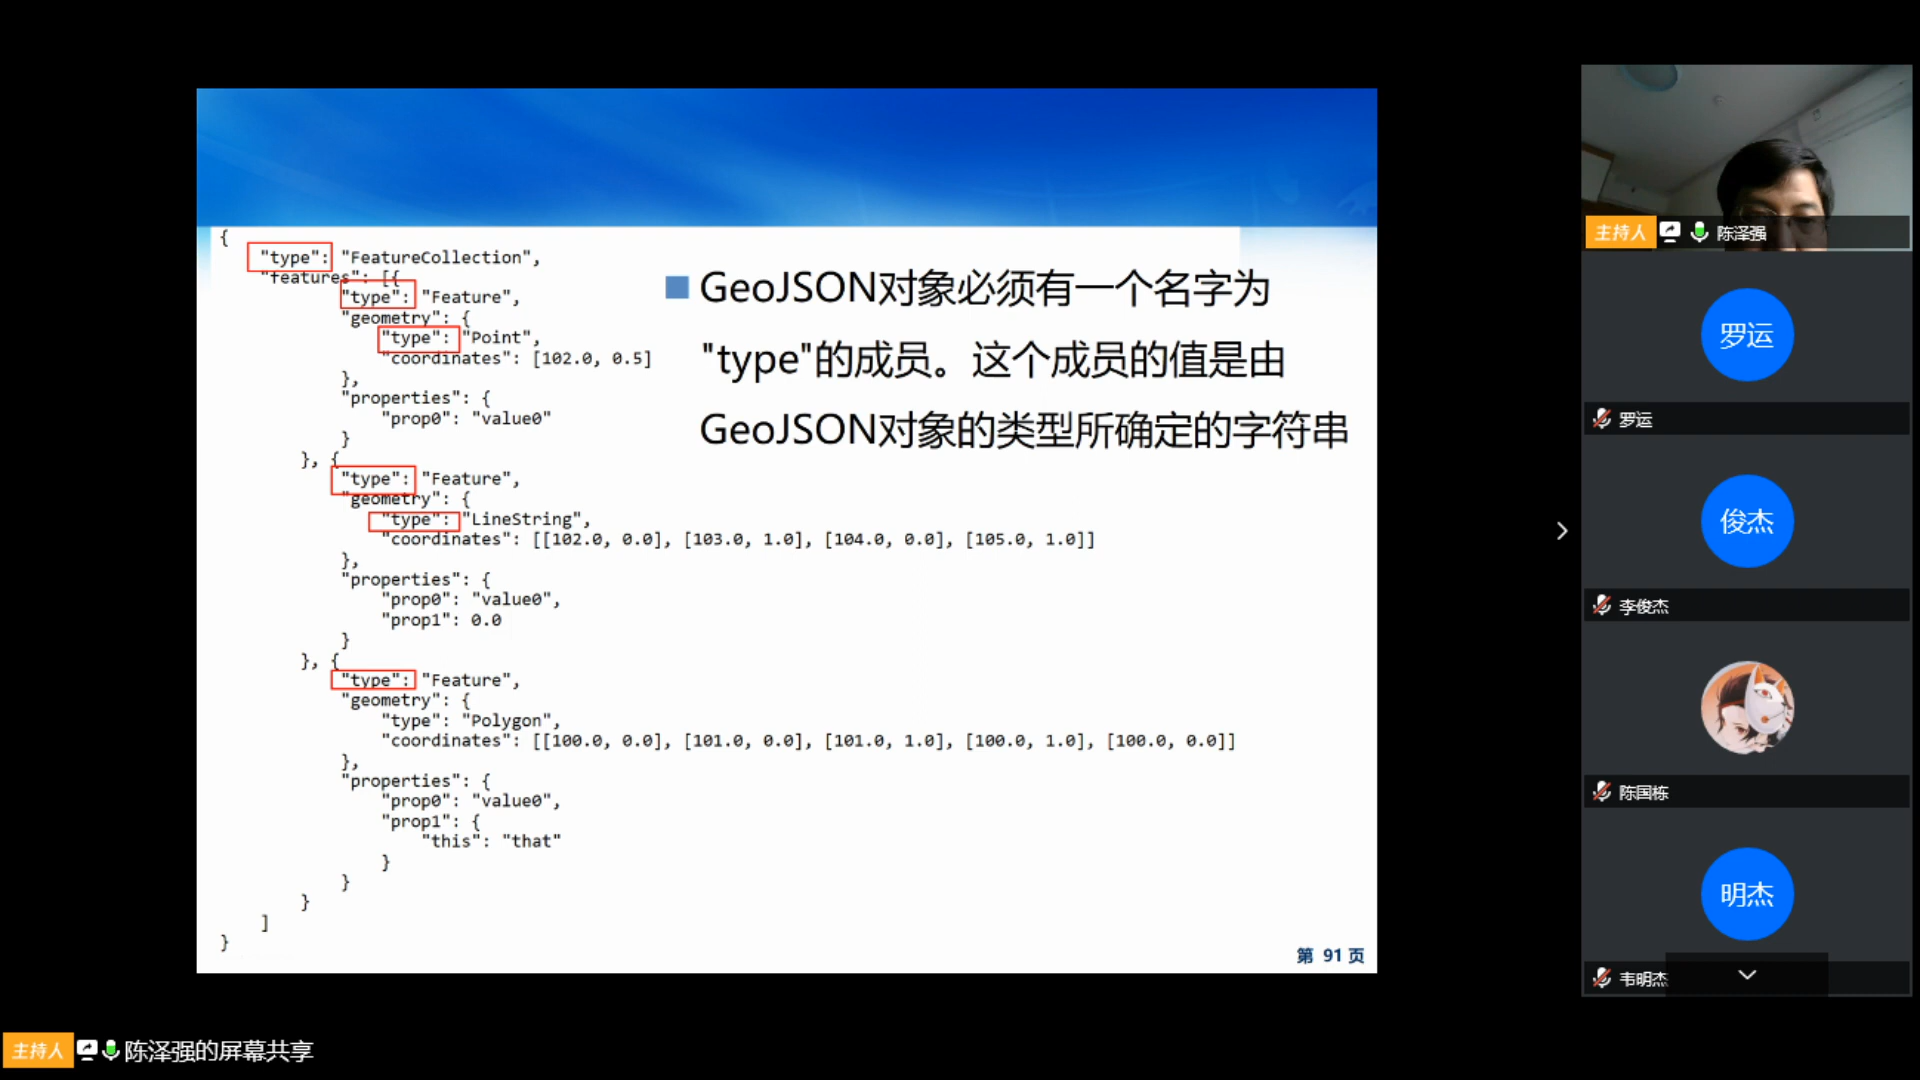 {
"type": "FeatureCollection",
"features": [{
"type": "Feature",
"geometry": {
"type": "Point",
"coordinates": [102.0, 0.5]
},
"properties": {
"prop0": "value0"
}
}, {
"type": "Feature",
"geometry": {
"type": "LineString",
"coordinates": [[102.0, 0.0], [103.0, 1.0], [104.0, 0.0], [105.0, 1.0]]
},
"properties": {
"prop0": "value0",
"prop1": 0.0
}
}, {
"type": "Feature",
"geometry": {
"type": "Polygon",
"coordinates": [[100.0, 0.0], [101.0, 0.0], [101.0, 1.0], [100.0, 1.0], [100.0, 0.0]]
},
"properties": {
"prop0": "value0",
"prop1": {
"this": "that"
}
}
}
]
}
GeoJSON对象必须有一个名字为
"type"的成员。这个成员的值是由
GeoJSON对象的类型所确定的字符串
第 91 页
主持人 陈泽强
罗运
罗运
俊杰
李俊杰
陈国栋
明杰
韦明杰
主持人 陈泽强的屏幕共享